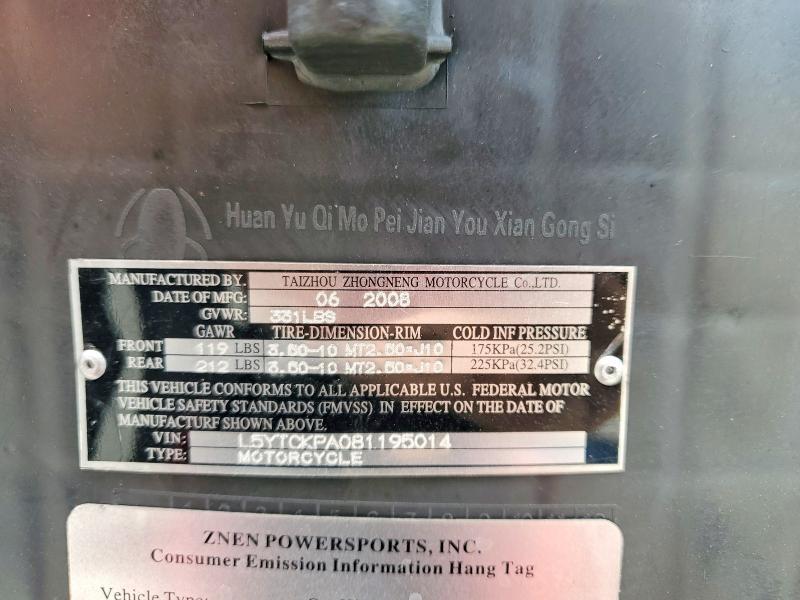 Huan Yu Qi Mo Pei Jian You Xian Gong Si
MANUFACTURED BY. TAIZHOU ZHONGNENG MOTORCYCLE Co.,LTD.
DATE OF MFG: 06 2008
GVWR: 331LBS
GAWR TIRE-DIMENSION-RIM COLD INF PRESSURE
FRONT 119 LBS 3.50-10 MT2.50*J10 175KPa(25.2PSI)
REAR 212 LBS 3.50-10 MT2.50*J10 225KPa(32.4PSI)
THIS VEHICLE CONFORMS TO ALL APPLICABLE U.S. FEDERAL MOTOR
VEHICLE SAFETY STANDARDS (FMVSS) IN EFFECT ON THE DATE OF
MANUFACTURF SHOWN ABOVE.
VIN: L5YTCKPA081195014
TYPE: MOTORCYCLE
ZNEN POWERSPORTS, INC.
Consumer Emission Information Hang Tag
Vehicle Type: